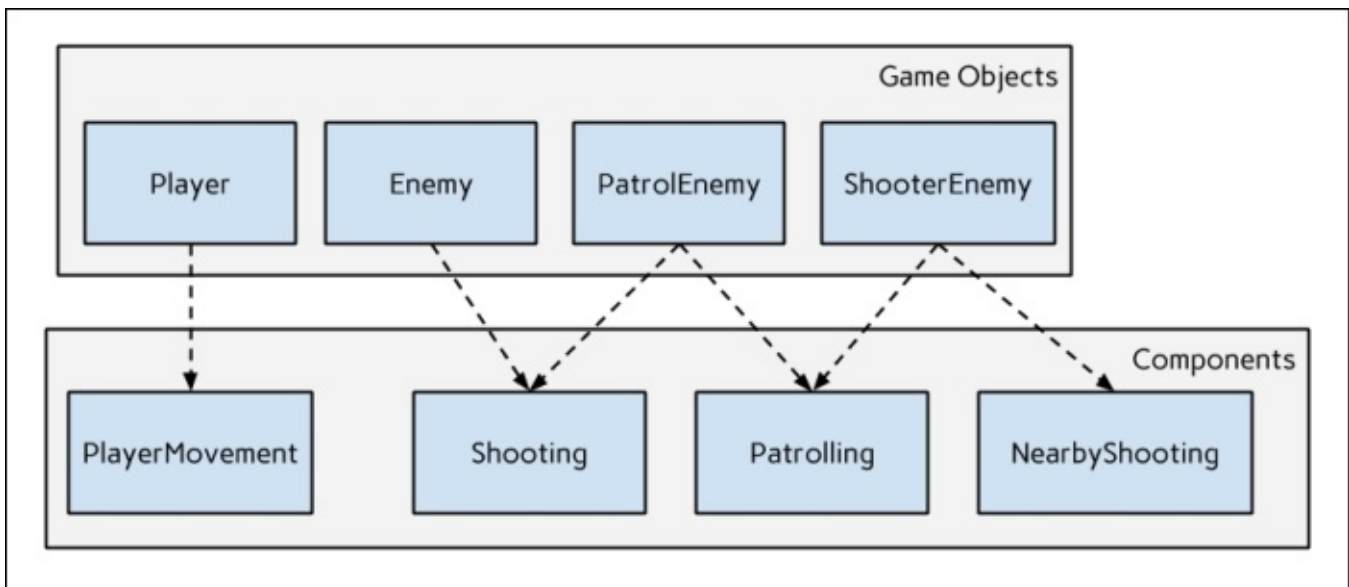 Game Objects
Player
Enemy
PatrolEnemy
ShooterEnemy
Components
PlayerMovement
Shooting
Patrolling
NearbyShooting